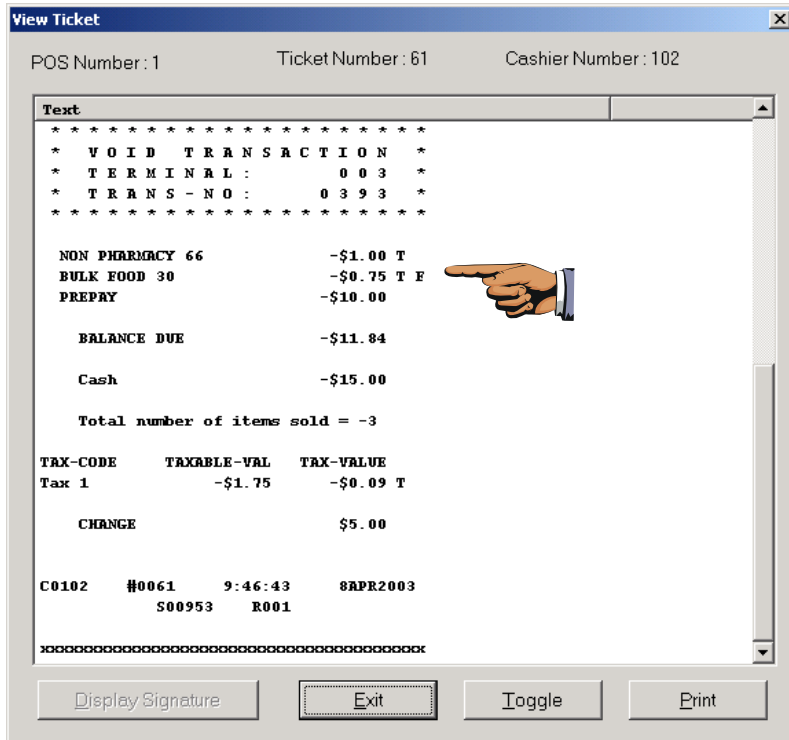 View Ticket
POS Number : 1 Ticket Number : 61 Cashier Number : 102
Text
* * * * * * * * * * * * * * * * * * * *
* V O I D T R A N S A C T I O N *
* T E R M I N A L : 0 0 3 *
* T R A N S - N O : 0 3 9 3 *
* * * * * * * * * * * * * * * * * * * *
NON PHARMACY 66 -$1.00 T
BULK FOOD 30 -$0.75 T F
PREPAY -$10.00
BALANCE DUE -$11.84
Cash -$15.00
Total number of items sold = -3
TAX-CODE TAXABLE-VAL TAX-VALUE
Tax 1 -$1.75 -$0.09 T
CHANGE $5.00
C0102 #0061 9:46:43 8APR2003
S00953 R001
xxxxxxxxxxxxxxxxxxxxxxxxxxxxxxxxxxxxxxxx
Display Signature Exit Toggle Print